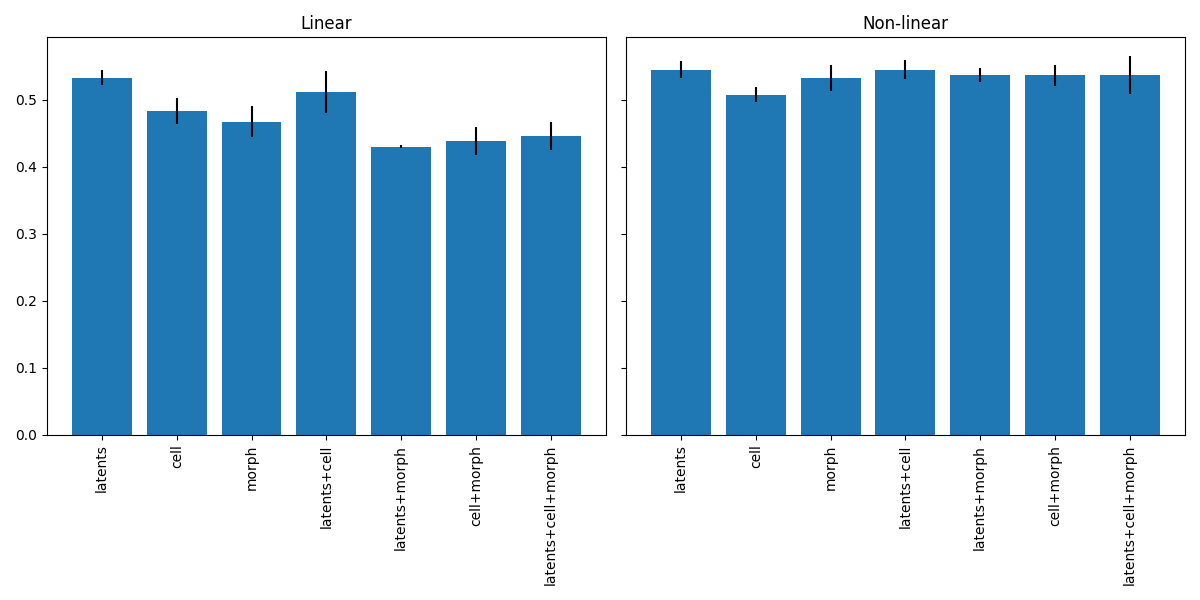 Linear
Non-linear
0.5
0.4
0.3
0.2
0.1
0.0
latents
cell
morph
latents+cell
latents+morph
cell+morph
latents+cell+morph
latents
cell
morph
latents+cell
latents+morph
cell+morph
latents+cell+morph